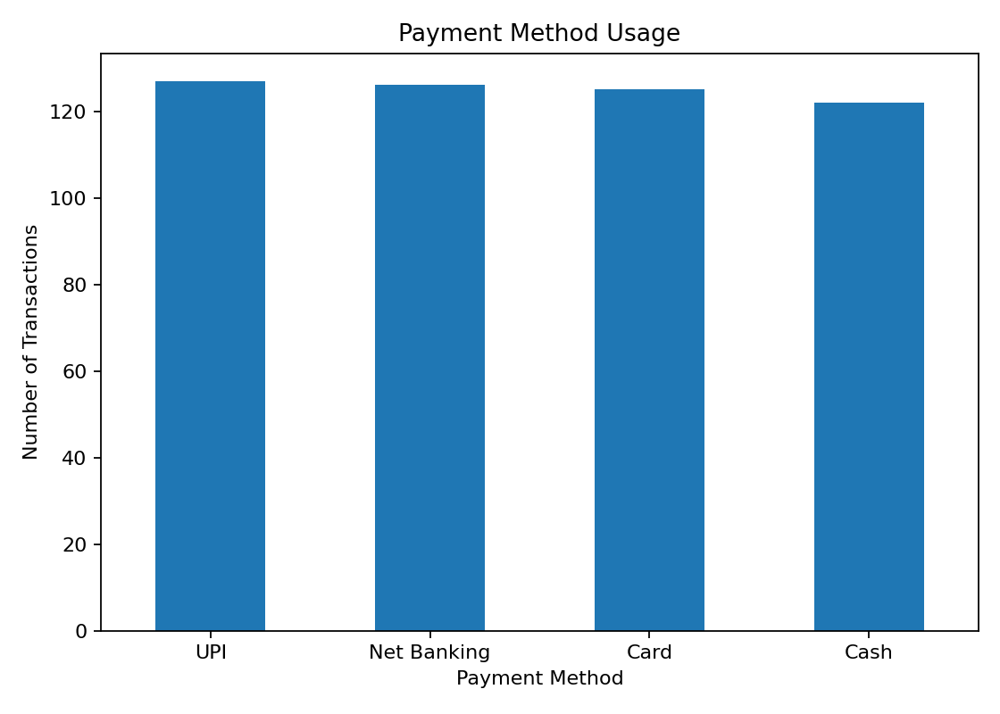 Payment Method Usage
Number of Transactions
120
100
80
60
40
20
0
UPI Net Banking Card Cash
Payment Method